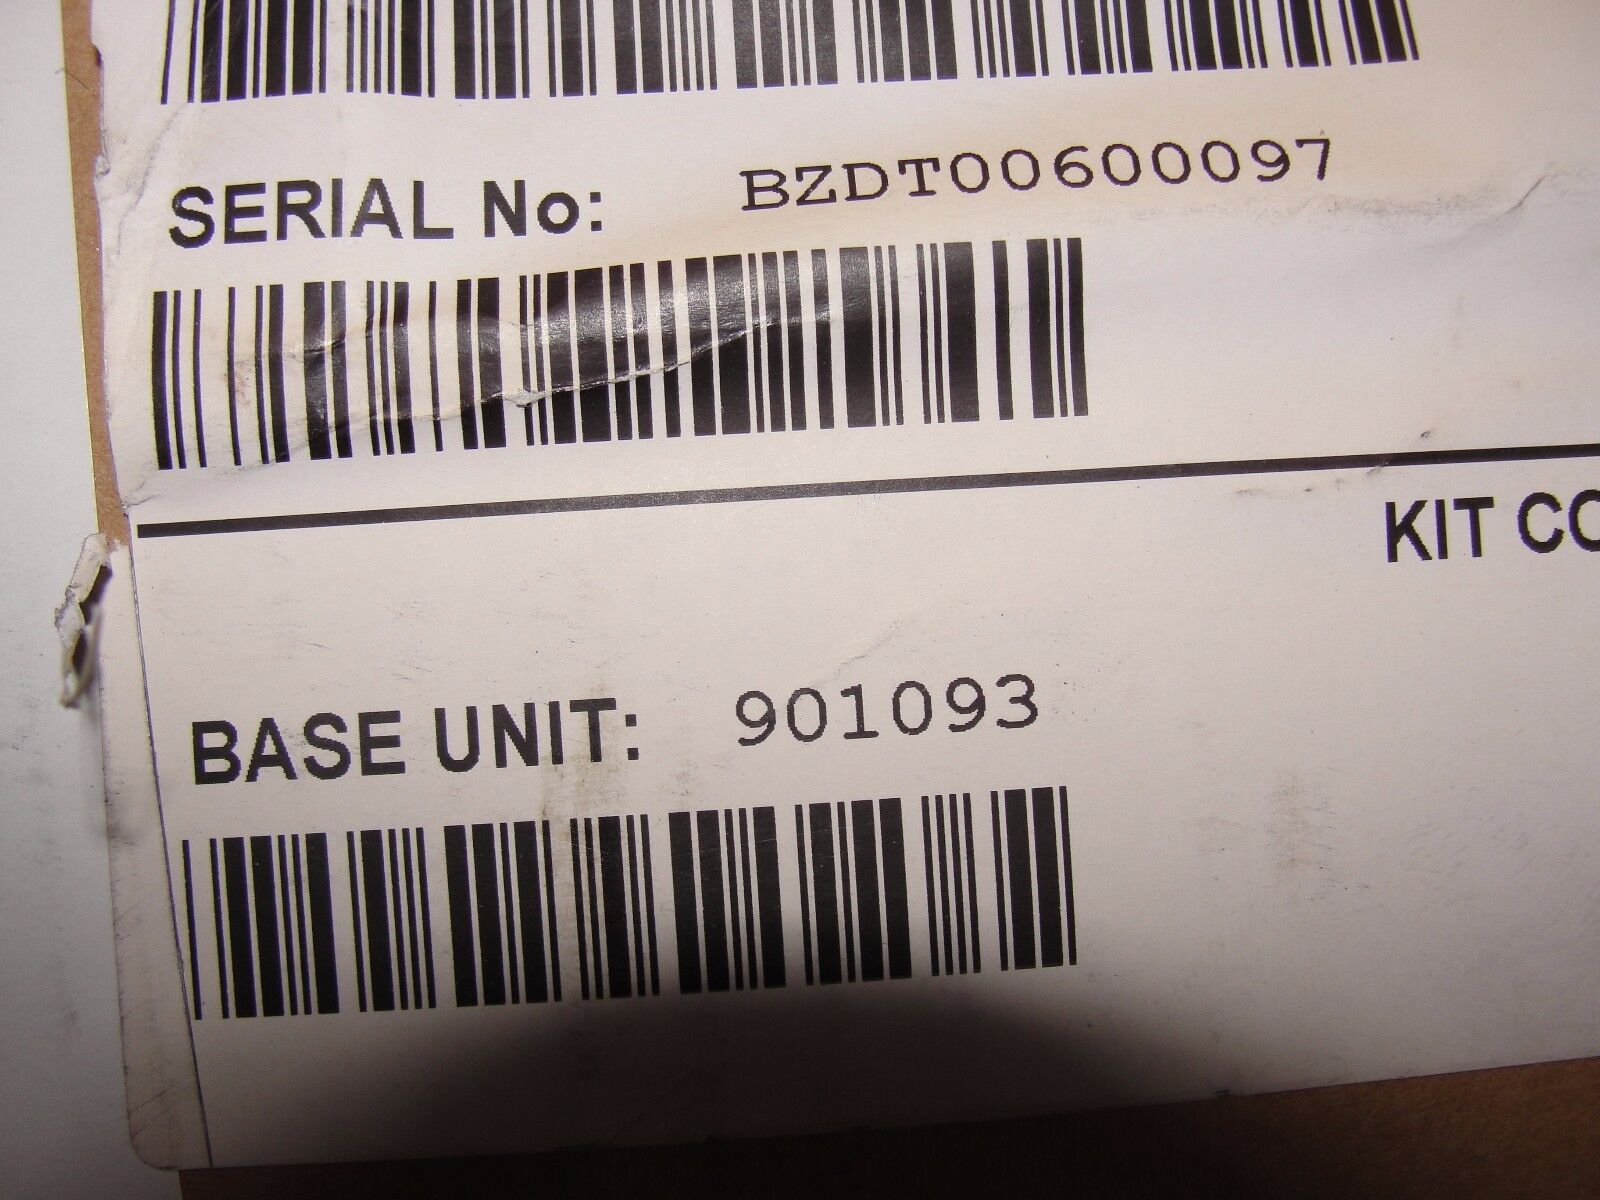 SERIAL No: BZDT00600097
KIT CO
BASE UNIT: 901093